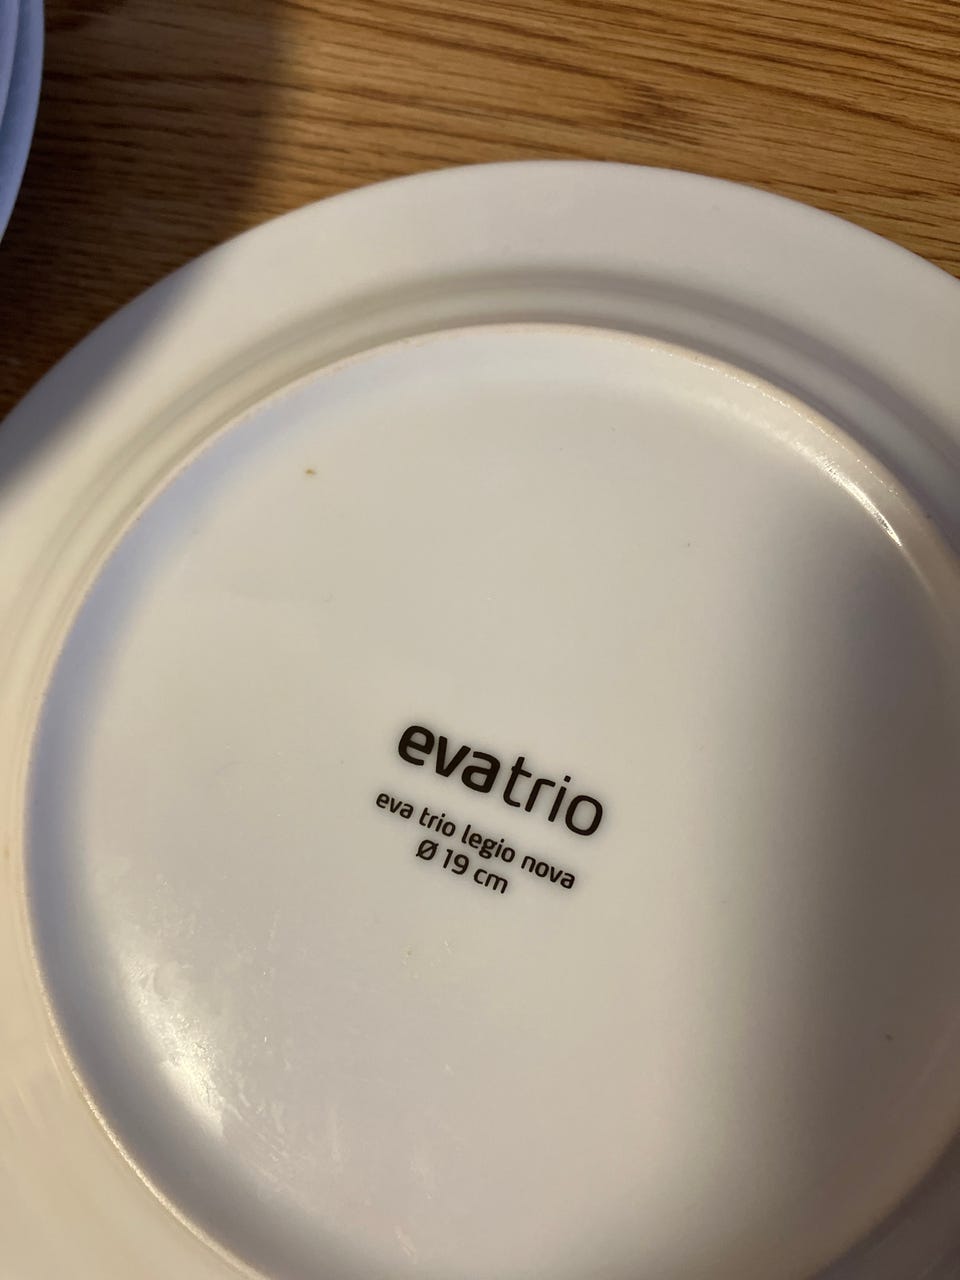 evatrio
eva trio legio nova
Ø 19 cm